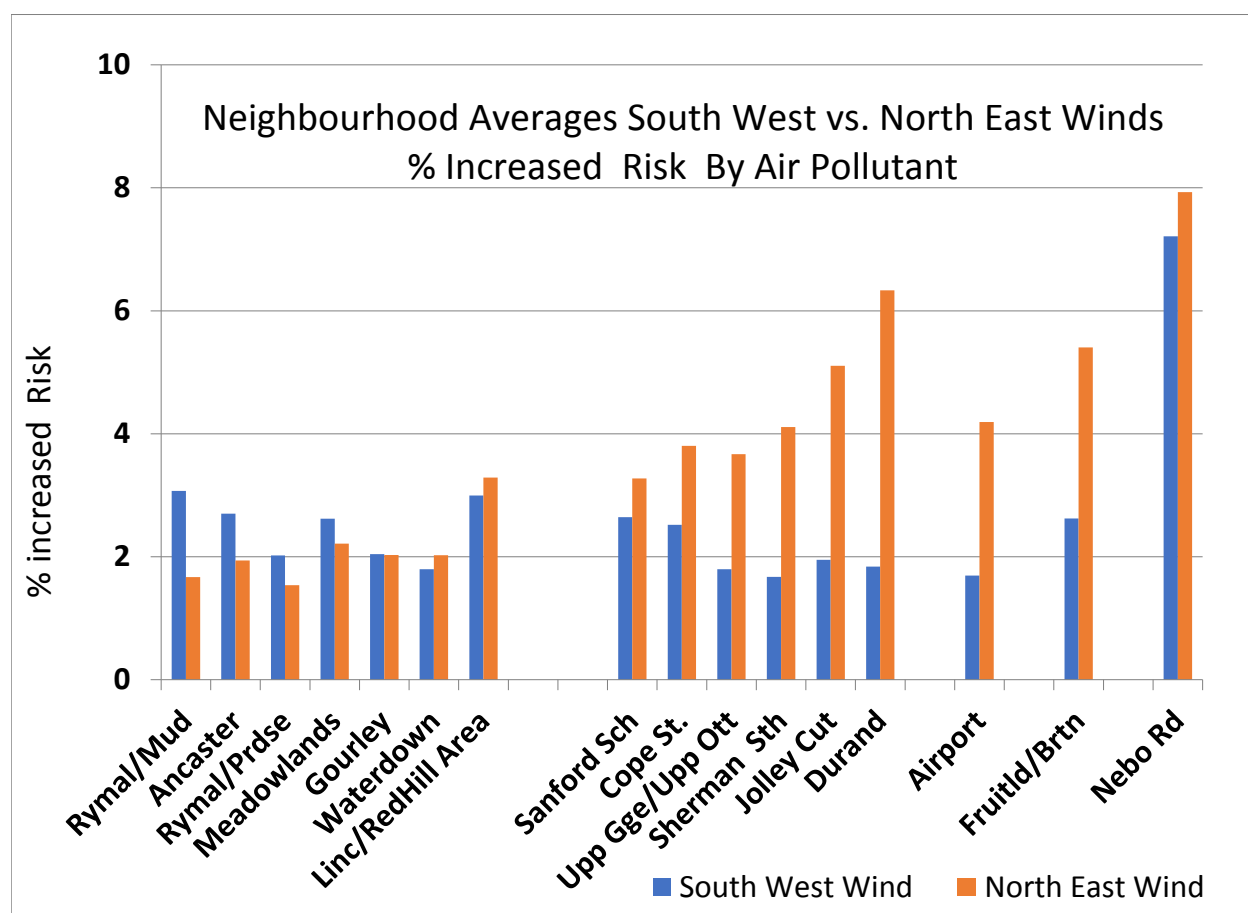 Neighbourhood Averages South West vs. North East Winds
% Increased Risk By Air Pollutant
% increased Risk
10
8
6
4
2
0
Rymal/Mud
Ancaster
Rymal/Prdse
Meadowlands
Gourley
Waterdown
Linc/RedHill Area
Sanford Sch
Cope St.
Upp Gge/Upp Ott
Sherman Sth
Jolley Cut
Durand
Airport
Fruitld/Brtn
Nebo Rd
South West Wind
North East Wind